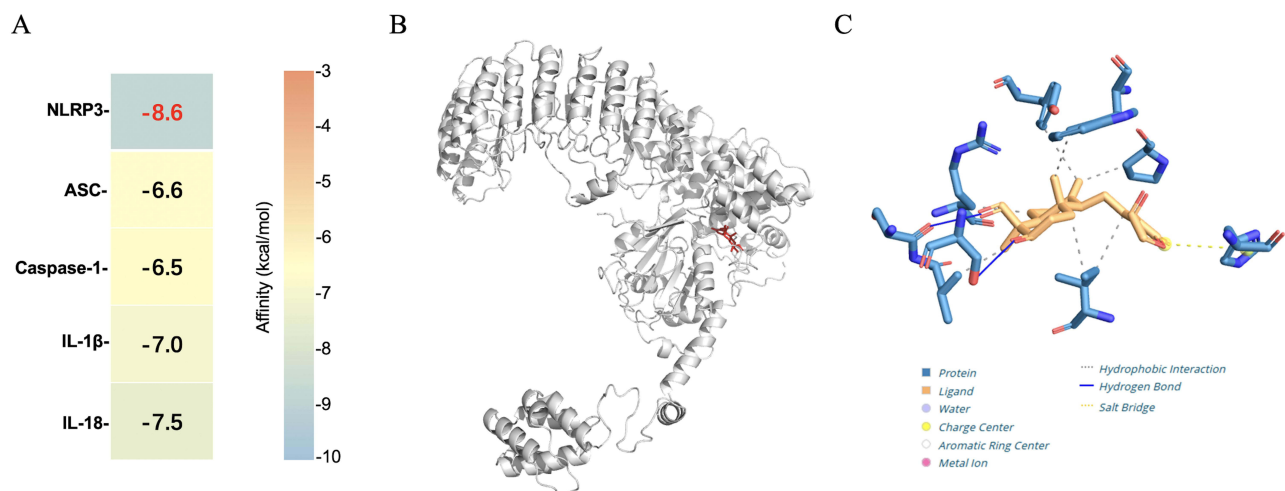 A
B
C
NLRP3- -8.6
ASC- -6.6
Caspase-1- -6.5
IL-1β- -7.0
IL-18- -7.5
Affinity (kcal/mol)
-3
-4
-5
-6
-7
-8
-9
-10
Protein
Ligand
Water
Charge Center
Aromatic Ring Center
Metal Ion
Hydrophobic Interaction
Hydrogen Bond
Salt Bridge